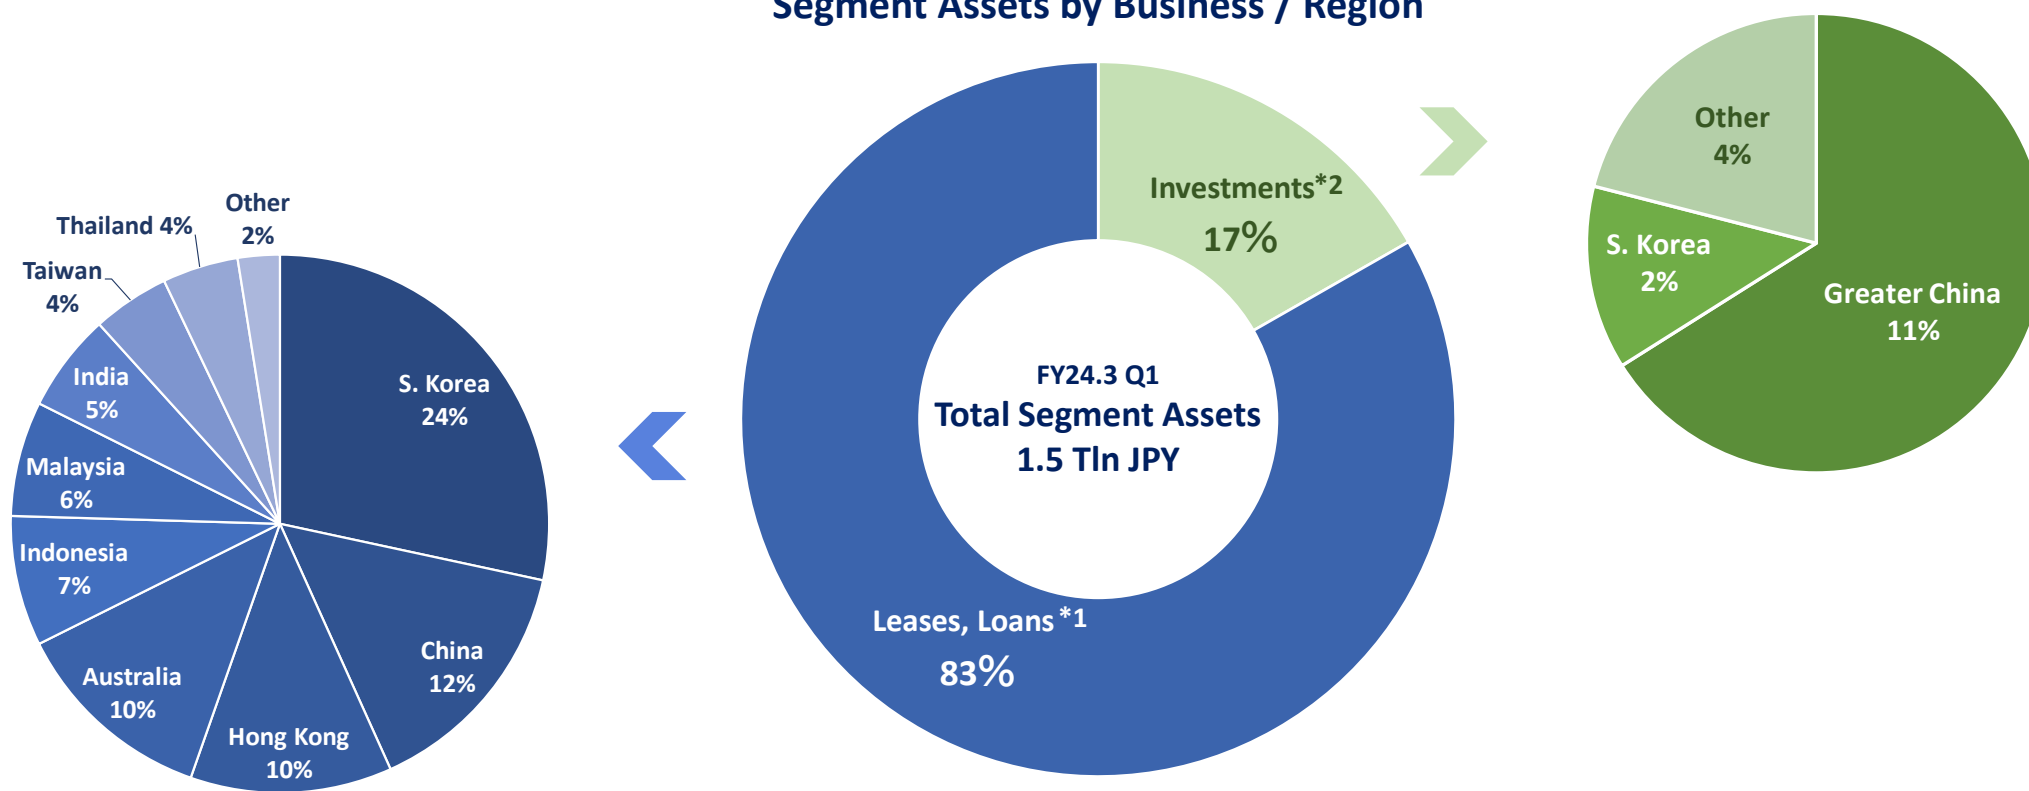 Segment Assets by Business / Region
Other
2%
Thailand 4%
Taiwan
4%
India
5%
Malaysia
6%
Indonesia
7%
Australia
10%
Hong Kong
10%
China
12%
S. Korea
24%
Investments*2
17%
FY24.3 Q1
Total Segment Assets
1.5 Tln JPY
Leases, Loans *1
83%
Other
4%
S. Korea
2%
Greater China
11%